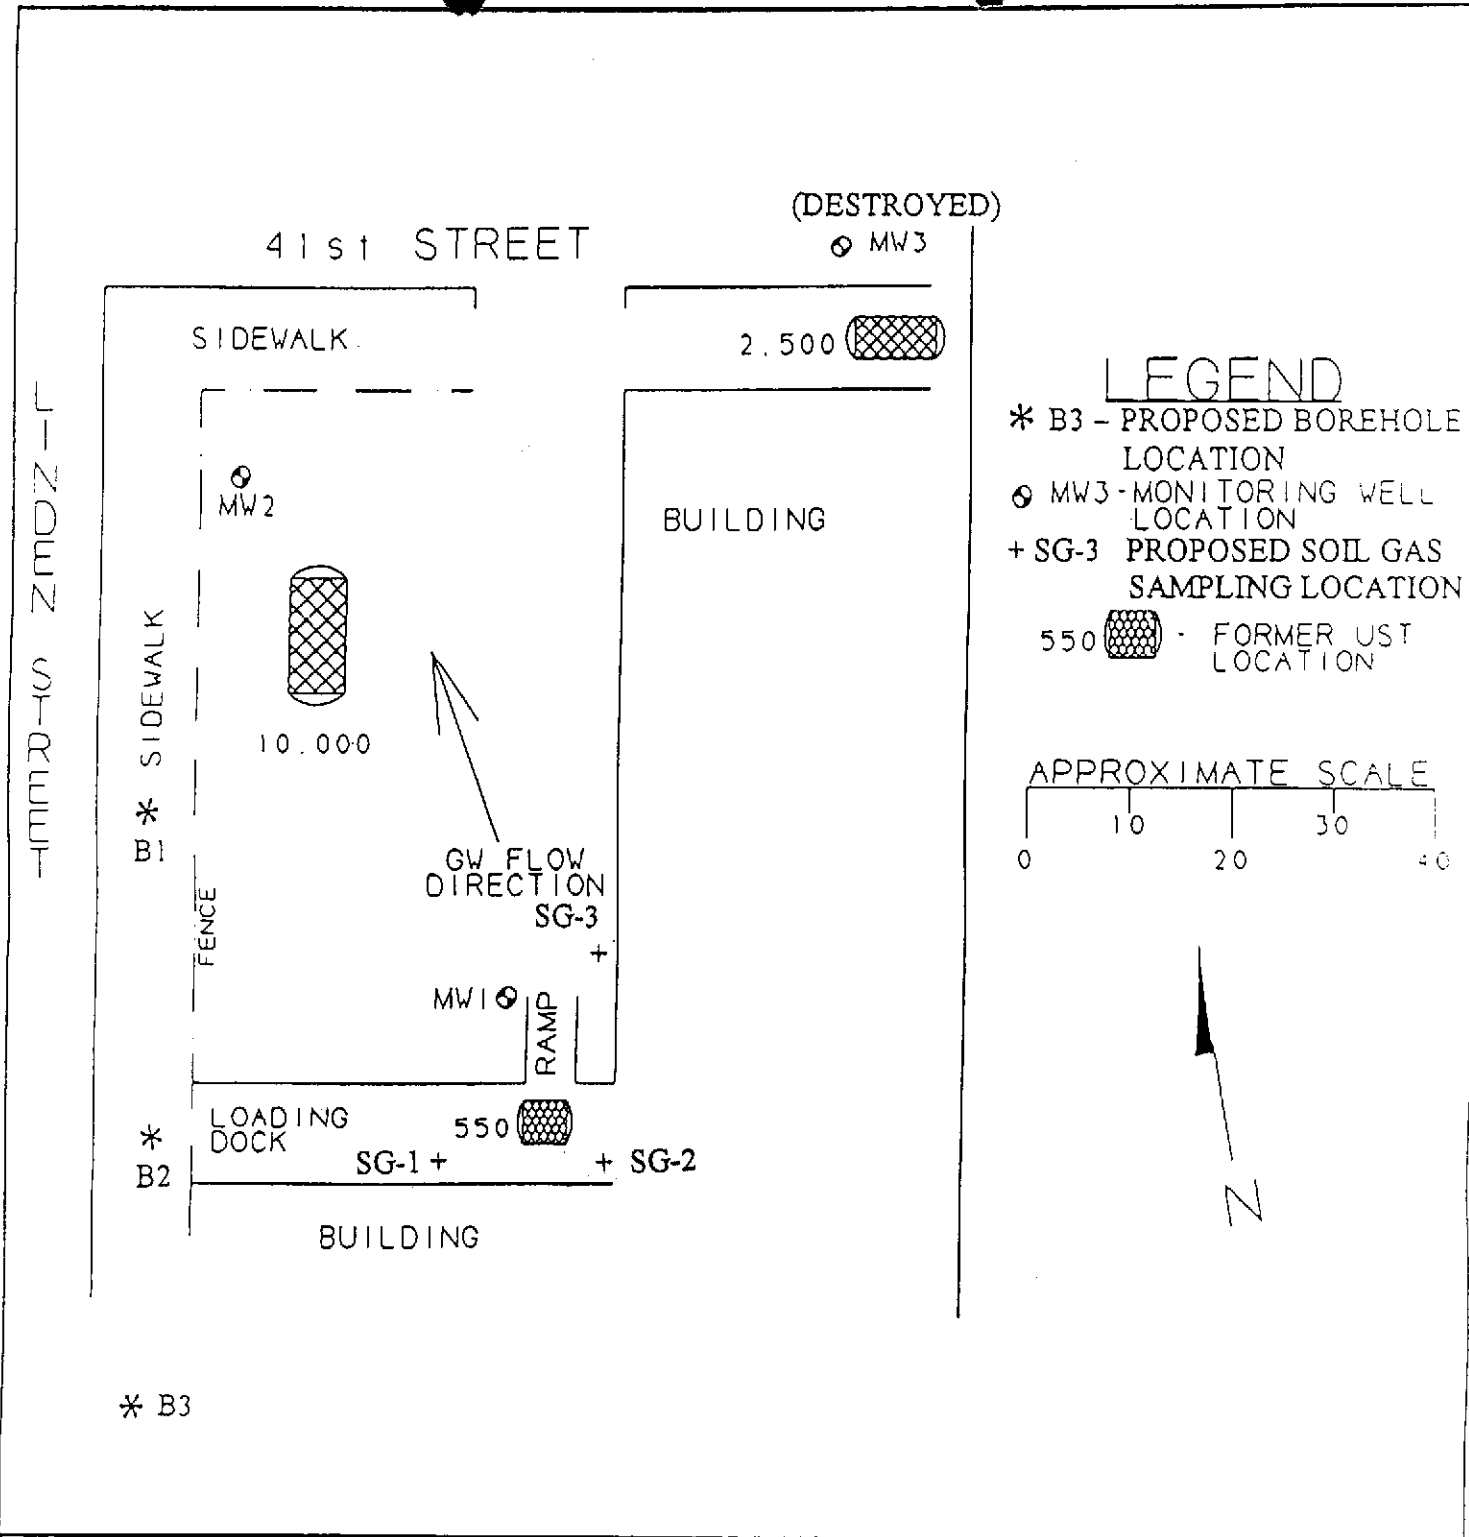 (DESTROYED)
MW3
41st STREET
SIDEWALK
2.500
LINDEN STREET
MW2
BUILDING
SIDEWALK
10.000
B1
GW FLOW
DIRECTION
SG-3
FENCE
MW1
RAMP
LOADING
DOCK
550
SG-1 +
+ SG-2
B2
BUILDING
* B3
LEGEND
* B3 - PROPOSED BOREHOLE
LOCATION
MW3 - MONITORING WELL
LOCATION
+ SG-3 PROPOSED SOIL GAS
SAMPLING LOCATION
550 - FORMER UST
LOCATION
APPROXIMATE SCALE
10 30
0 20 40
N